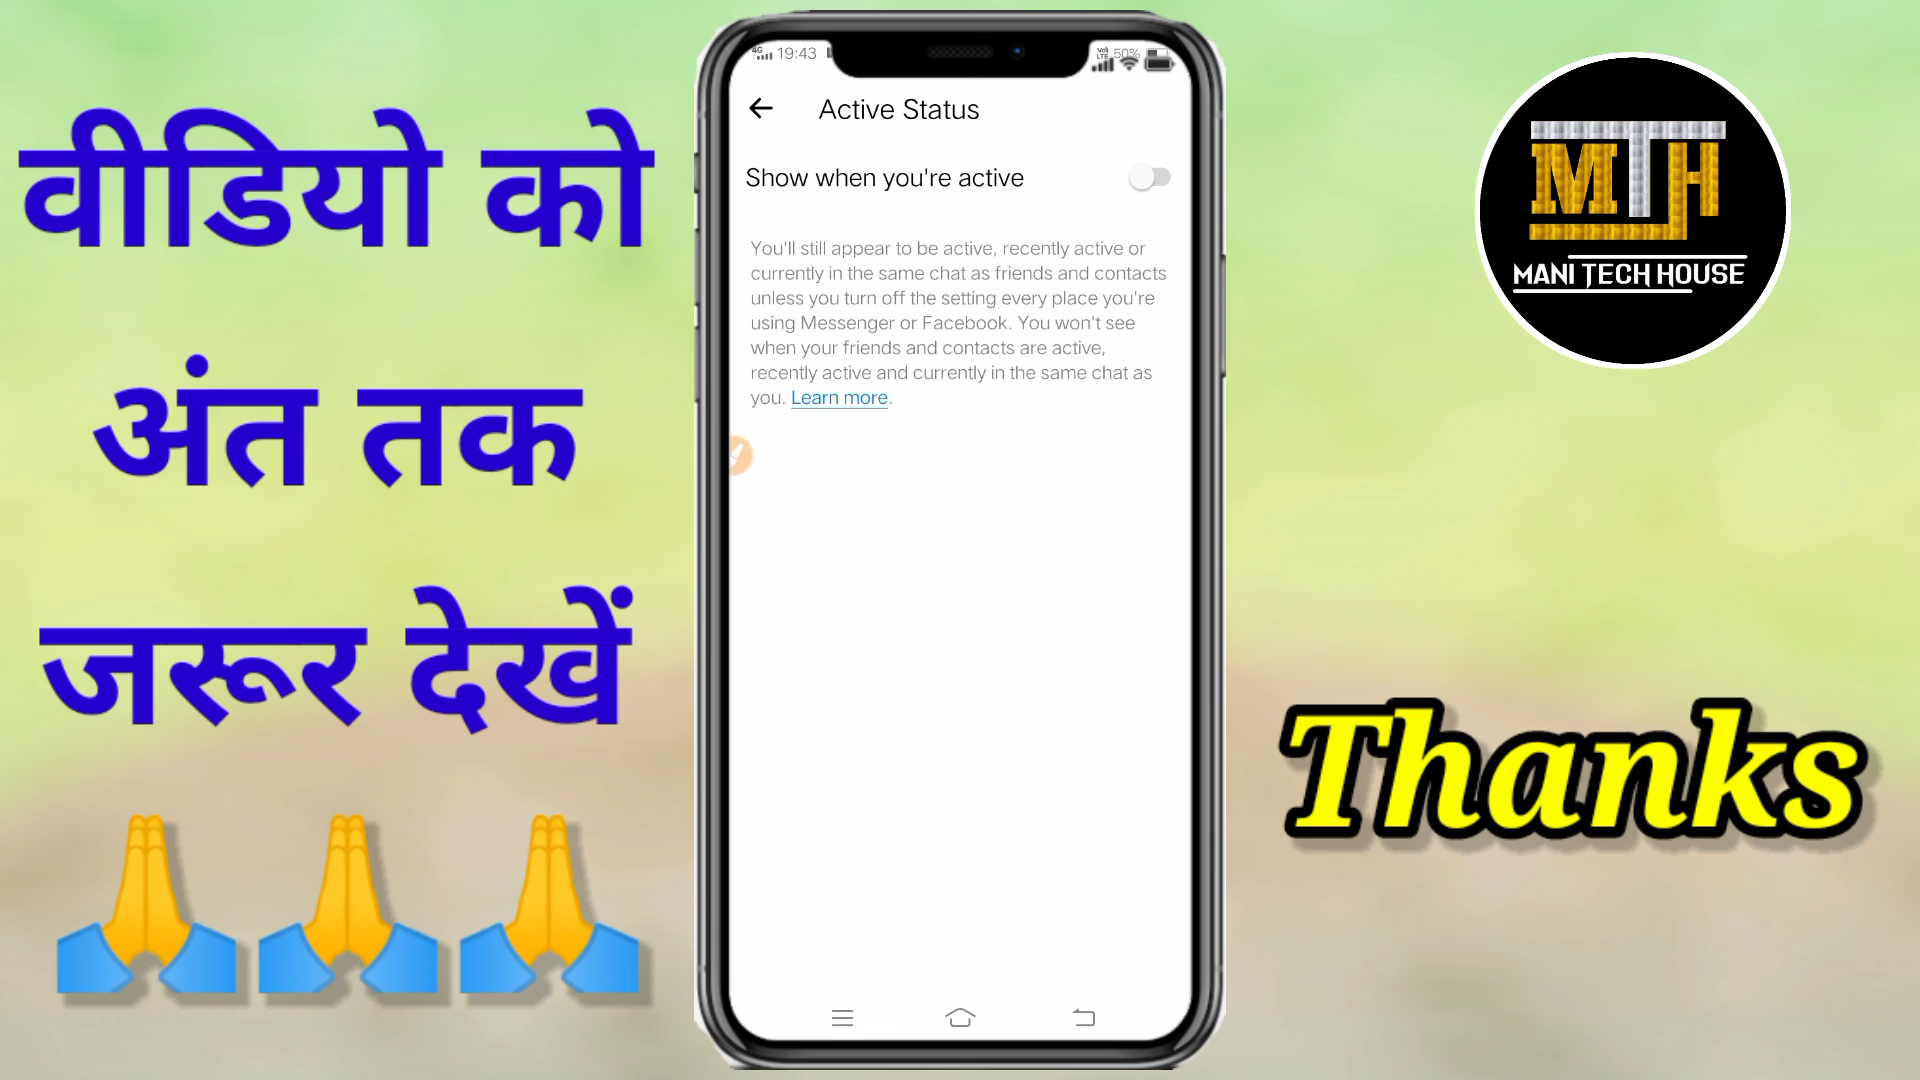 वीडियो को
अंत तक
जरूर देखें
4G 19:43
VoLTE 50%
Active Status
Show when you're active
You'll still appear to be active, recently active or
currently in the same chat as friends and contacts
unless you turn off the setting every place you're
using Messenger or Facebook. You won't see
when your friends and contacts are active,
recently active and currently in the same chat as
you. Learn more.
MTH
MANI TECH HOUSE
Thanks